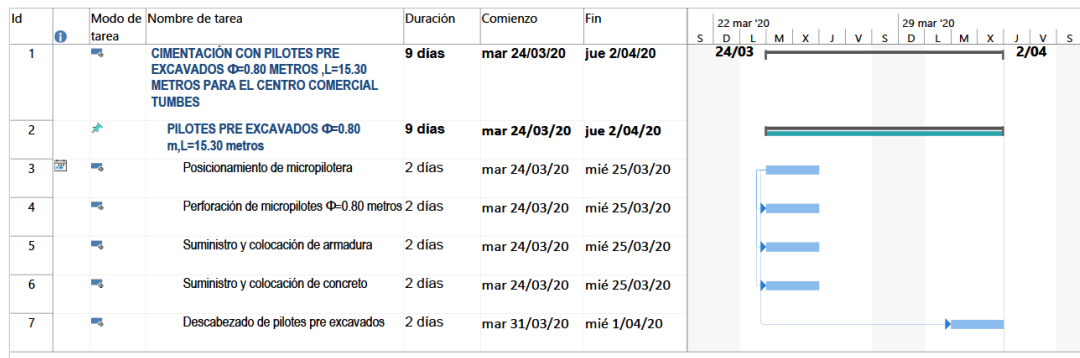 Id Modo de tarea Nombre de tarea Duración Comienzo Fin
22 mar '20 29 mar '20
S D L M X J V S D L M X J V S
1 CIMENTACIÓN CON PILOTES PRE 9 días mar 24/03/20 jue 2/04/20 24/03 2/04
EXCAVADOS Φ=0.80 METROS ,L=15.30
METROS PARA EL CENTRO COMERCIAL
TUMBES
2 PILOTES PRE EXCAVADOS Φ=0.80 9 días mar 24/03/20 jue 2/04/20
m,L=15.30 metros
3 Posicionamiento de micropilotera 2 días mar 24/03/20 mié 25/03/20
4 Perforación de micropilotes Φ=0.80 metros 2 días mar 24/03/20 mié 25/03/20
5 Suministro y colocación de armadura 2 días mar 24/03/20 mié 25/03/20
6 Suministro y colocación de concreto 2 días mar 24/03/20 mié 25/03/20
7 Descabezado de pilotes pre excavados 2 días mar 31/03/20 mié 1/04/20